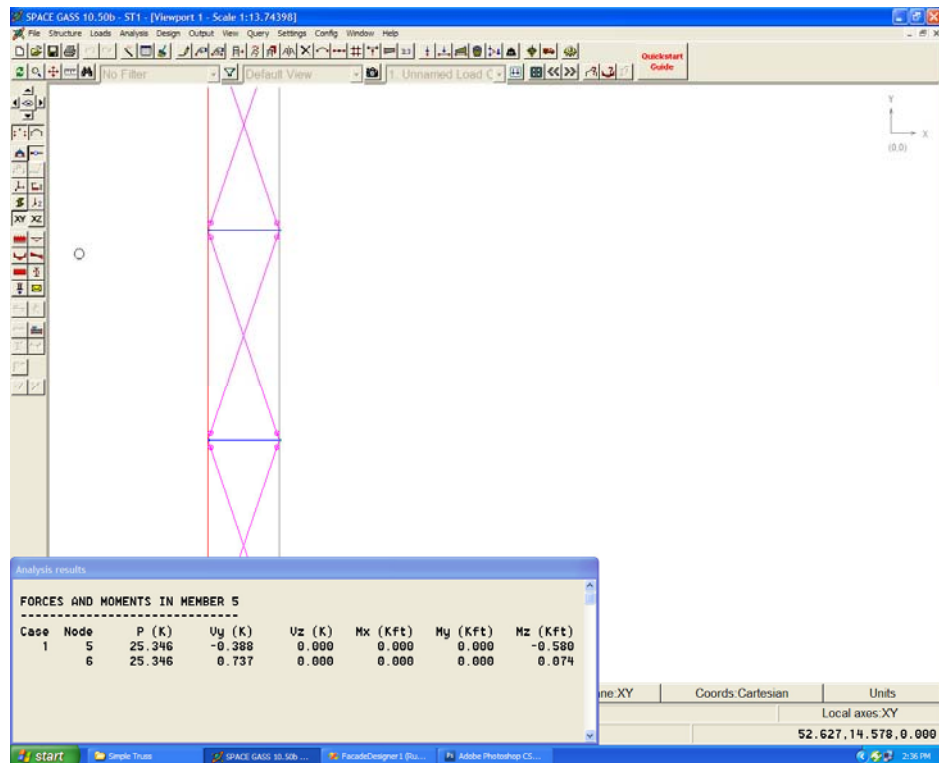 SPACE GASS 10.50b - ST1 - [Viewport 1 - Scale 1:13.74398]
File Structure Loads Analysis Design Output View Query Settings Config Window Help
Quickstart
Guide
No Filter Default View 1. Unnamed Load C
Y
X
(0,0)
XY XZ
Analysis results
FORCES AND MOMENTS IN MEMBER 5
Case Node P (K) Vy (K) Vz (K) Mx (Kft) My (Kft) Mz (Kft)
1 5 25.346 -0.388 0.000 0.000 0.000 -0.580
6 25.346 0.737 0.000 0.000 0.000 0.074
ne:XY Coords:Cartesian Units
Local axes:XY
52.627,14.578,0.000
start Simple Truss SPACE GASS 10.50b ... FacadeDesigner1 (Ru... Adobe Photoshop CS... 2:36 PM